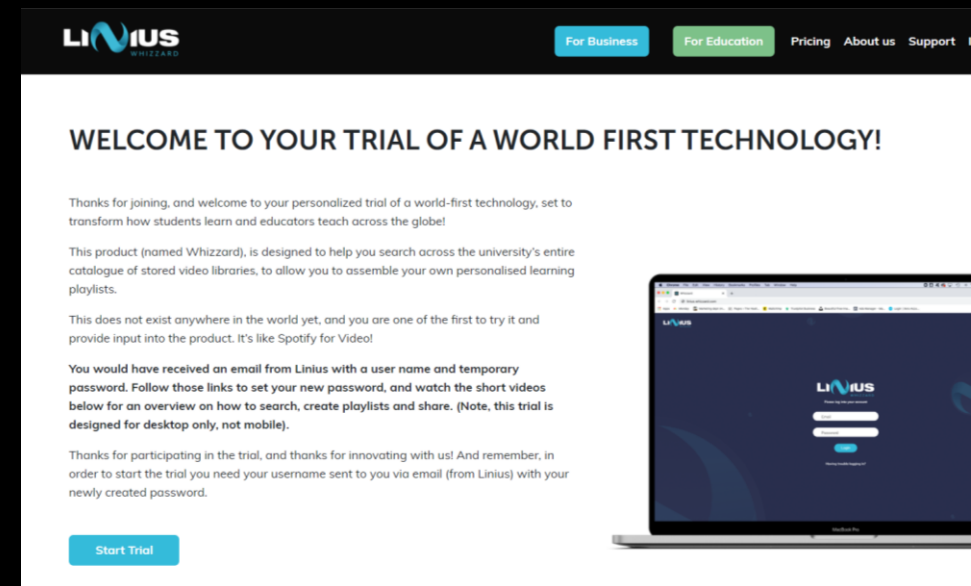 LINIUS
WHIZZARD
For Business
For Education
Pricing
About us
Support
WELCOME TO YOUR TRIAL OF A WORLD FIRST TECHNOLOGY!
Thanks for joining, and welcome to your personalized trial of a world-first technology, set to
transform how students learn and educators teach across the globe!
This product (named Whizzard), is designed to help you search across the university's entire
catalogue of stored video libraries, to allow you to assemble your own personalised learning
playlists.
This does not exist anywhere in the world yet, and you are one of the first to try it and
provide input into the product. It's like Spotify for Video!
You would have received an email from Linius with a user name and temporary
password. Follow those links to set your new password, and watch the short videos
below for an overview on how to search, create playlists and share. (Note, this trial is
designed for desktop only, not mobile).
Thanks for participating in the trial, and thanks for innovating with us! And remember, in
order to start the trial you need your username sent to you via email (from Linius) with your
newly created password.
Start Trial
LINIUS
LINIUS
Please log into your account
Email
Password
MacBook Pro